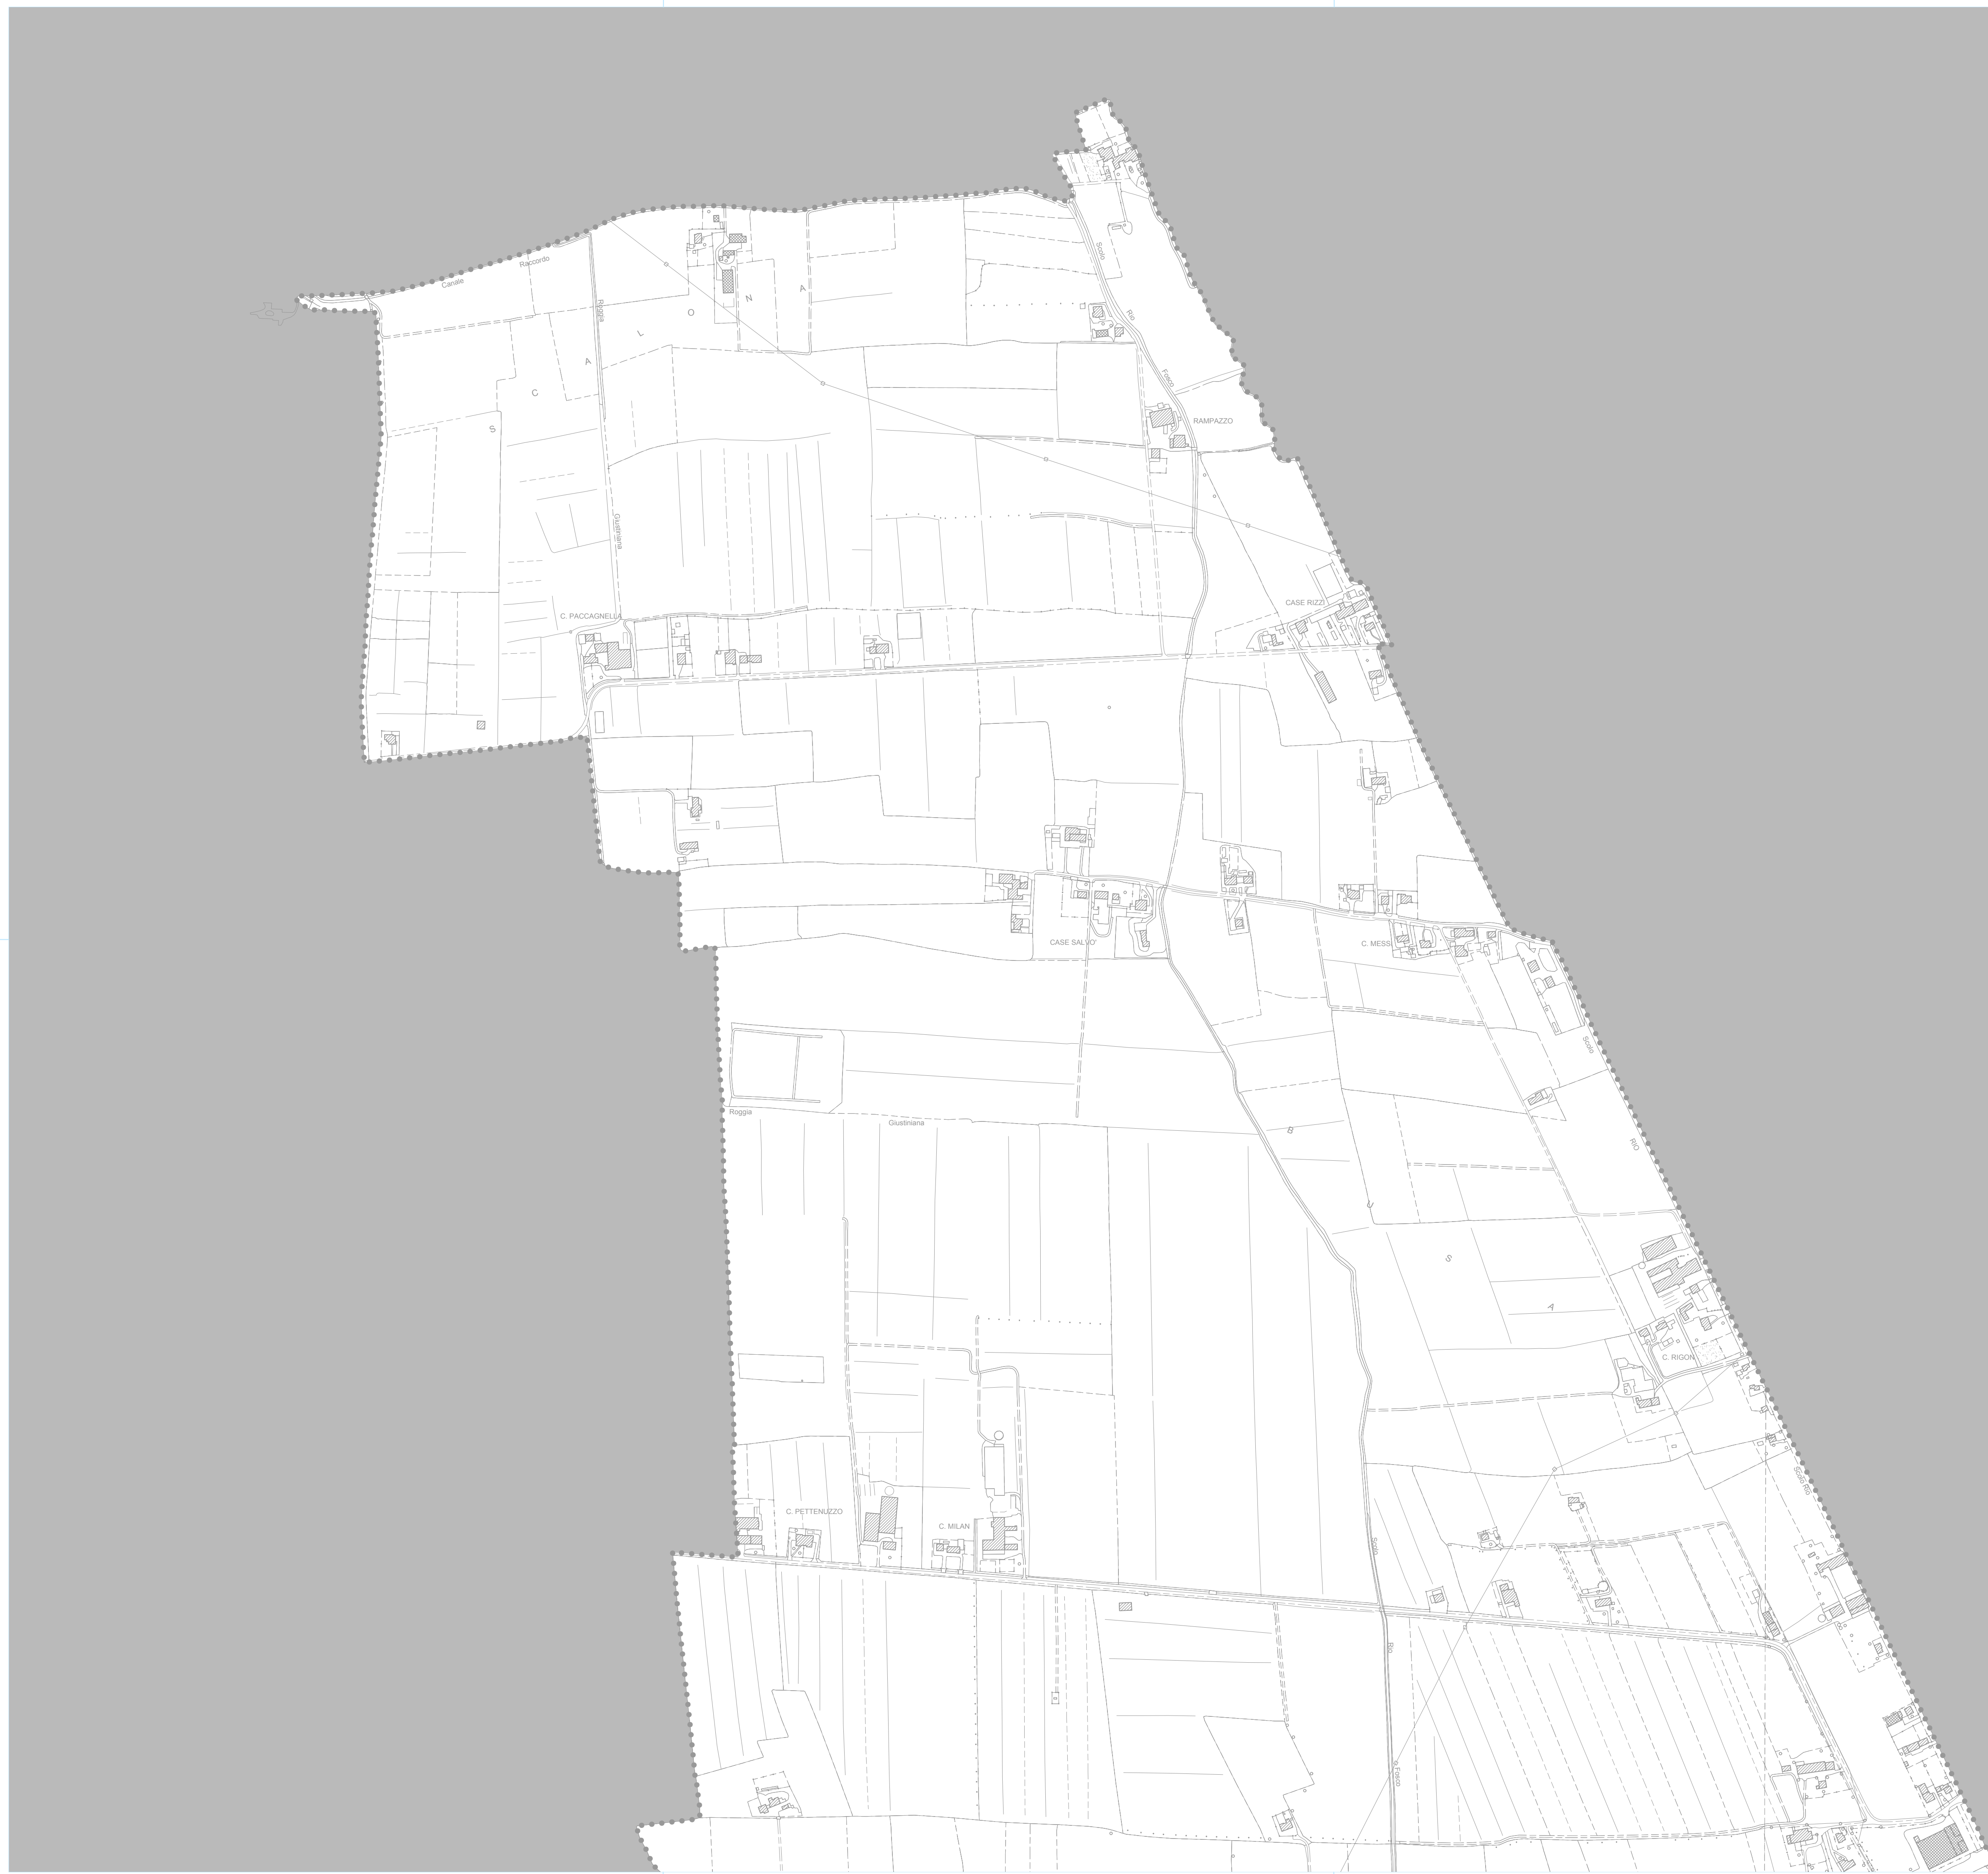 Scolo
Canale
Raccordo
Roggia
S C A L O N A
Rio
Fosco
RAMPAZZO
Giustiniana
C. PACCAGNELLA
CASE RIZZI
CASE SALVO'
C. MESSI
Scolo
RIO
Roggia
Giustiniana
B U S A
C. RIGON
Scolo Rio
C. PETTENUZZO
C. MILAN
Scolo
Rio
Fosco